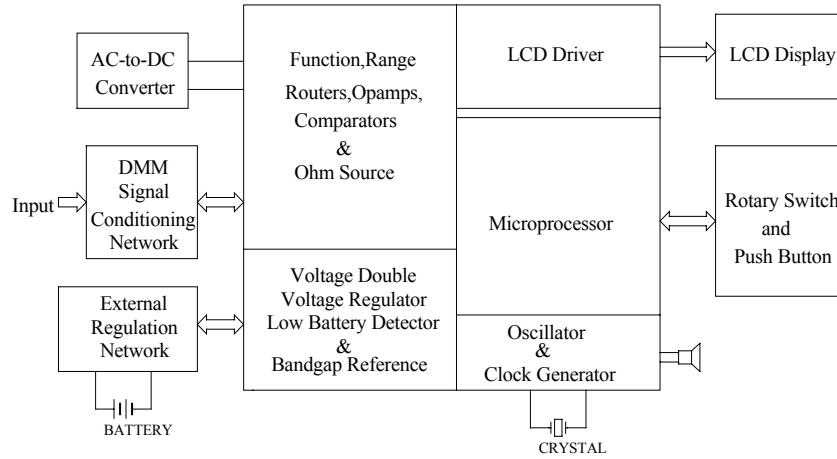 AC-to-DC
Converter
Function,Range
Routers,Opamps,
Comparators
&
Ohm Source
LCD Driver
LCD Display
Input
DMM
Signal
Conditioning
Network
Microprocessor
Rotary Switch
and
Push Button
External
Regulation
Network
BATTERY
Voltage Double
Voltage Regulator
Low Battery Detector
&
Bandgap Reference
Oscillator
&
Clock Generator
CRYSTAL